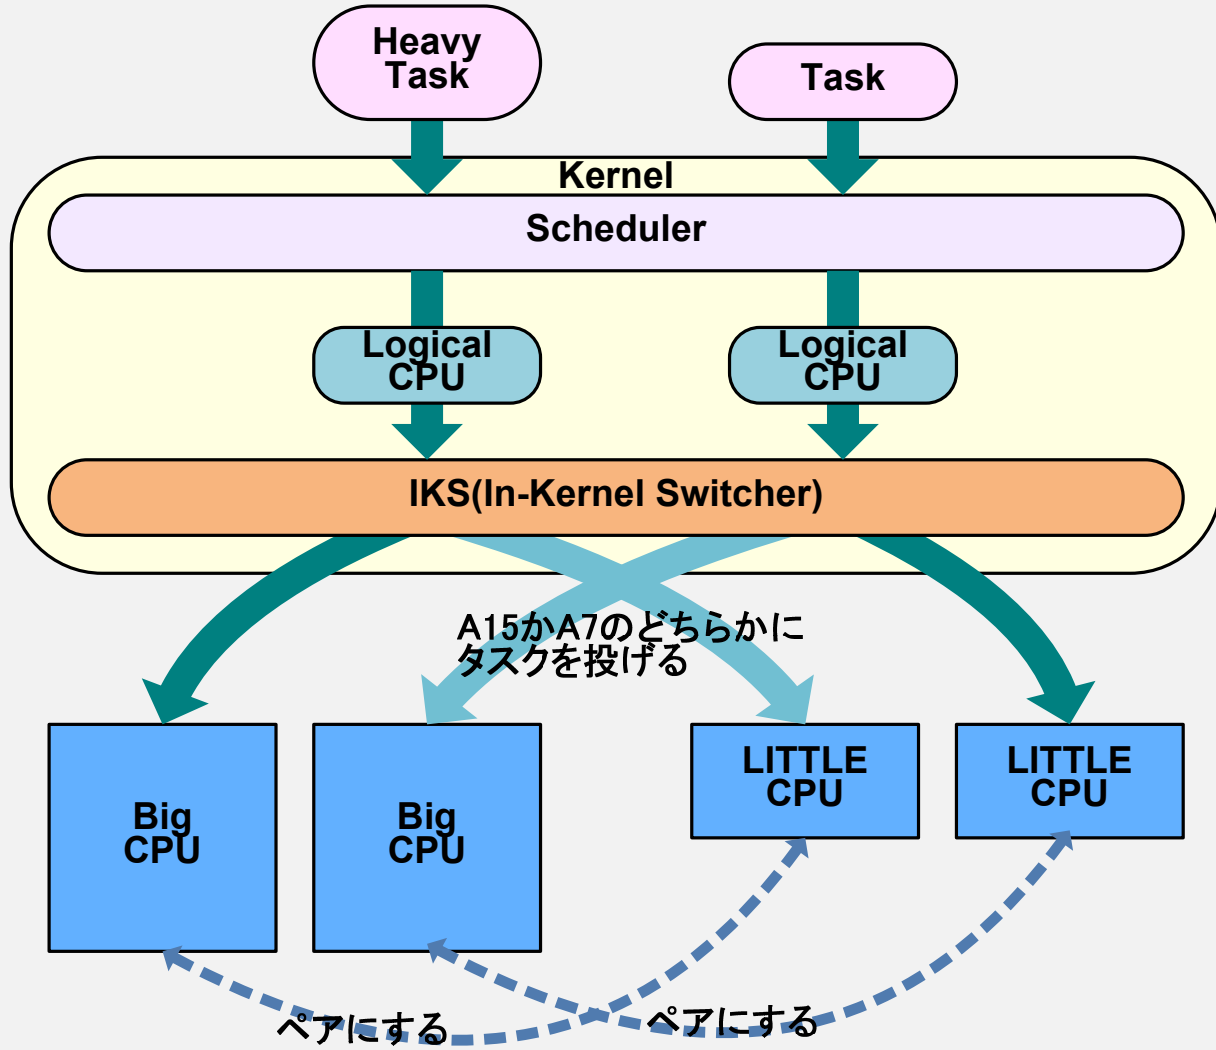 Heavy
Task
Task
Kernel
Scheduler
Logical
CPU
Logical
CPU
IKS(In-Kernel Switcher)
A15かA7のどちらかに
タスクを投げる
Big
CPU
Big
CPU
LITTLE
CPU
LITTLE
CPU
ペアにする
ペアにする